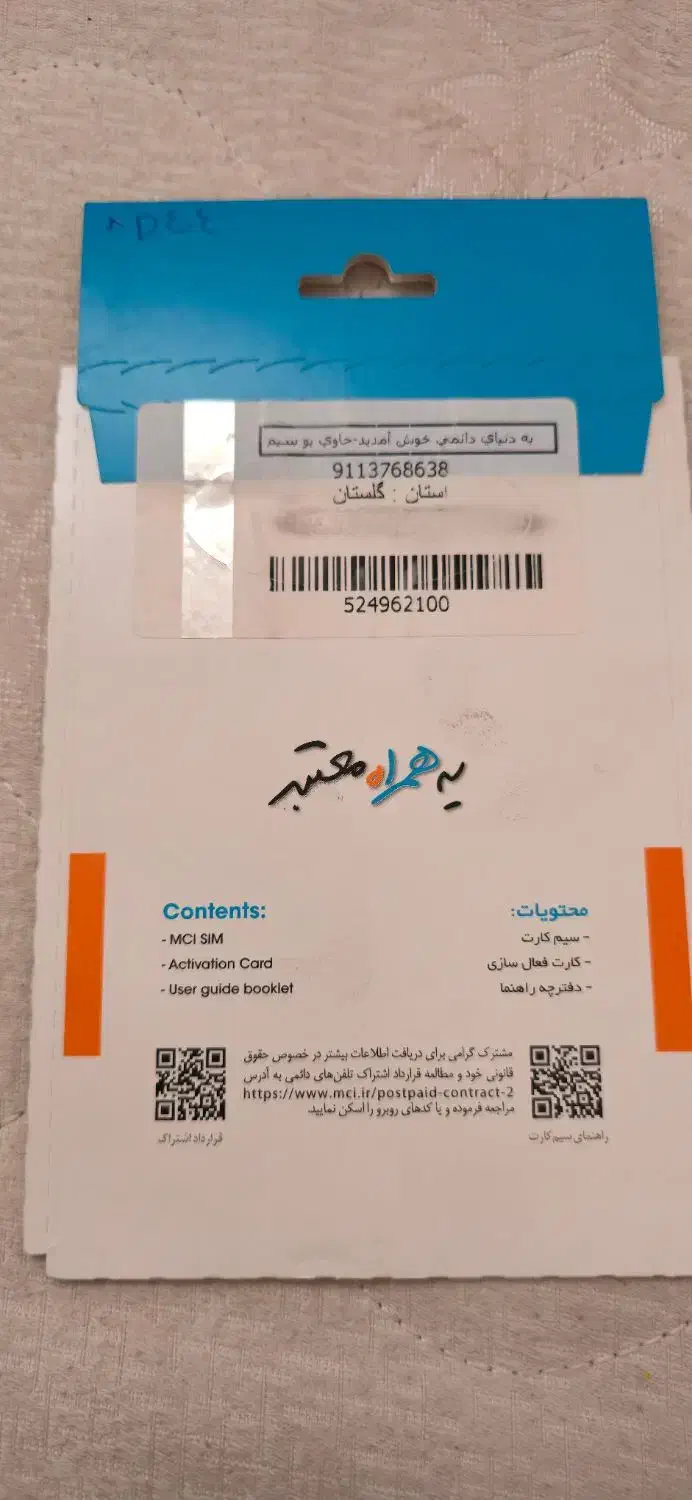 به دنیای دائمی خوش آمدید-حاوی یو سیم
9113768638
استان : گلستان
524962100
یه همراه معتبر
Contents:
- MCI SIM
- Activation Card
- User guide booklet
محتویات:
- سیم کارت
- کارت فعال سازی
- دفترچه راهنما
مشترک گرامی برای دریافت اطلاعات بیشتر در خصوص حقوق
قانونی خود و مطالعه قرارداد اشتراک تلفن‌های دائمی به آدرس
https://www.mci.ir/postpaid-contract-2
مراجعه فرموده و یا کدهای روبرو را اسکن نمایید.
قرارداد اشتراک
راهنمای سیم کارت